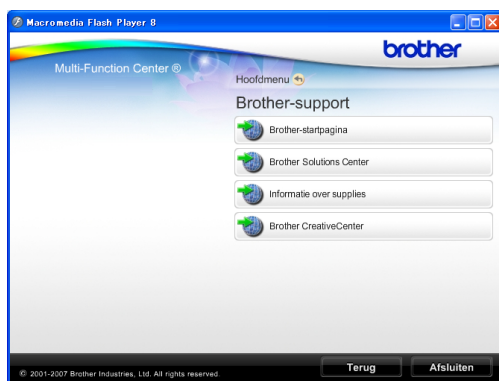 Macromedia Flash Player 8
brother
Multi-Function Center ®
Hoofdmenu
Brother-support
Brother-startpagina
Brother Solutions Center
Informatie over supplies
Brother CreativeCenter
© 2001-2007 Brother Industries, Ltd. All rights reserved.
Terug
Afsluiten